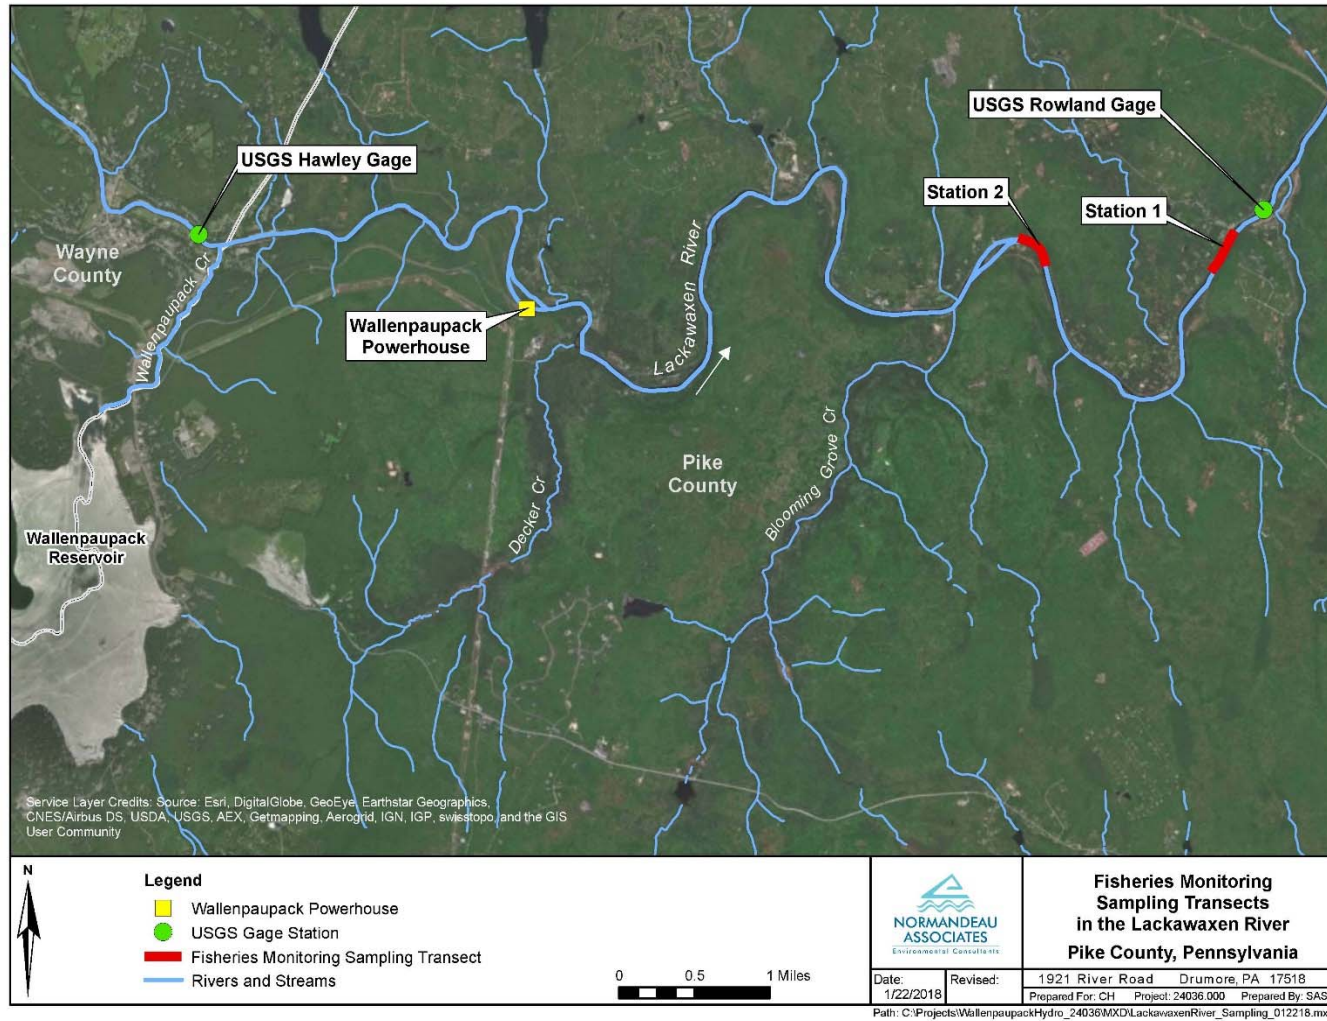 USGS Rowland Gage
USGS Hawley Gage
Station 2
Station 1
Wayne
County
Wallenpaupack Cr
Lackawaxen River
Wallenpaupack
Powerhouse
Pike
County
Decker Cr
Blooming Grove Cr
Wallenpaupack
Reservoir
Service Layer Credits: Source: Esri, DigitalGlobe, GeoEye, Earthstar Geographics,
CNES/Airbus DS, USDA, USGS, AEX, Getmapping, Aerogrid, IGN, IGP, swisstopo, and the GIS
User Community
N
Legend
Wallenpaupack Powerhouse
USGS Gage Station
Fisheries Monitoring Sampling Transect
Rivers and Streams
0 0.5 1 Miles
NORMANDEAU
ASSOCIATES
Environmental Consultants
Fisheries Monitoring
Sampling Transects
in the Lackawaxen River
Pike County, Pennsylvania
Date:
1/22/2018
Revised:
1921 River Road Drumore, PA 17518
Prepared For: CH Project: 24036.000 Prepared By: SAS
Path: C:\Projects\WallenpaupackHydro_24036\MXD\LackawaxenRiver_Sampling_012218.mx